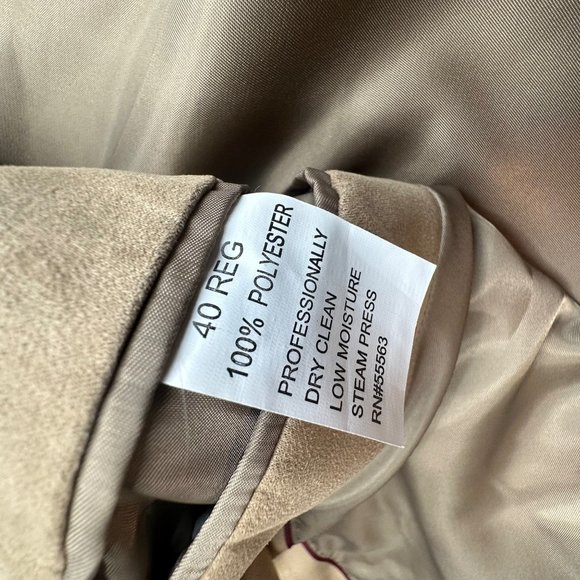 40 REG
100% POLYESTER
PROFESSIONALLY
DRY CLEAN
LOW MOISTURE
STEAM PRESS
RN#55563